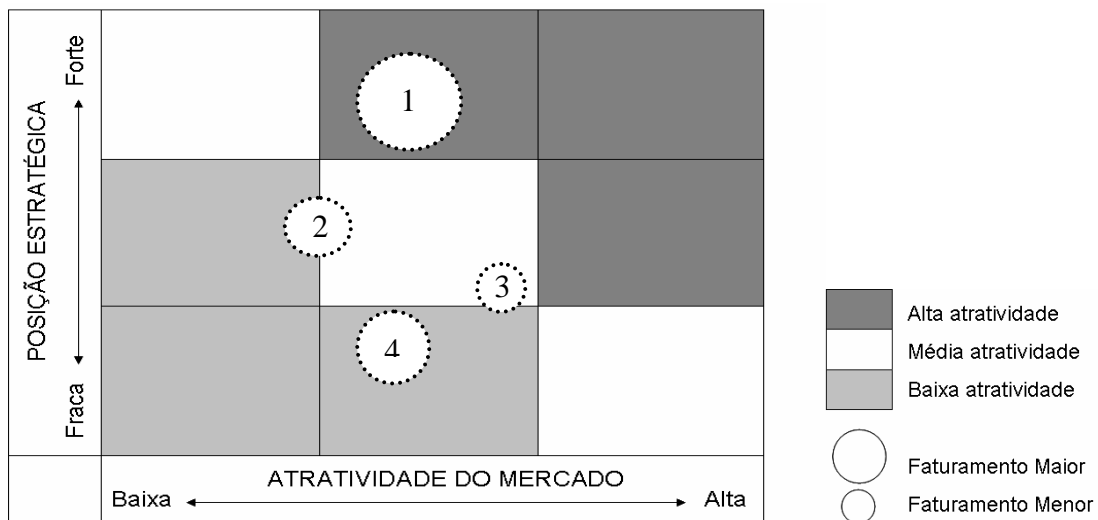 POSIÇÃO ESTRATÉGICA
Forte
Fraca
1
2
3
4
ATRATIVIDADE DO MERCADO
Baixa
Alta
Alta atratividade
Média atratividade
Baixa atratividade
Faturamento Maior
Faturamento Menor